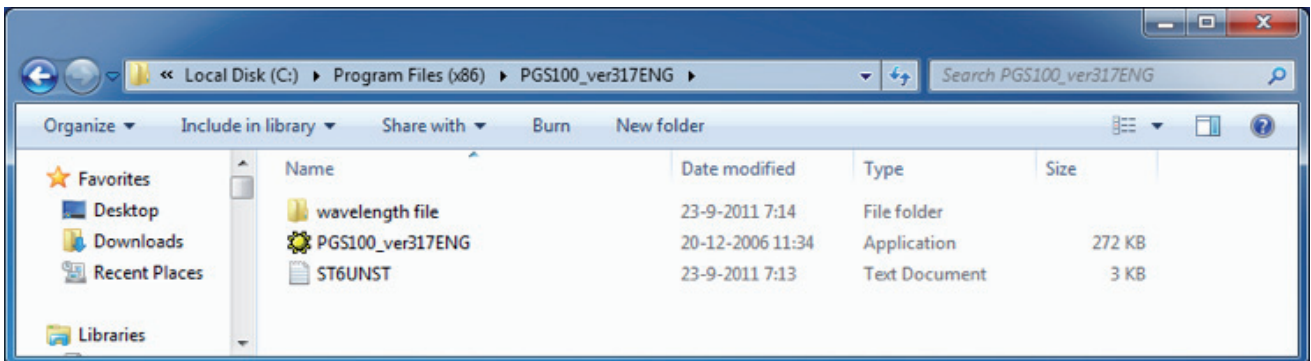 « Local Disk (C:) ▸ Program Files (x86) ▸ PGS100_ver317ENG ▸ Search PGS100_ver317ENG
Organize Include in library Share with Burn New folder
Favorites
Desktop
Downloads
Recent Places
Libraries
Name Date modified Type Size
wavelength file 23-9-2011 7:14 File folder
PGS100_ver317ENG 20-12-2006 11:34 Application 272 KB
ST6UNST 23-9-2011 7:13 Text Document 3 KB